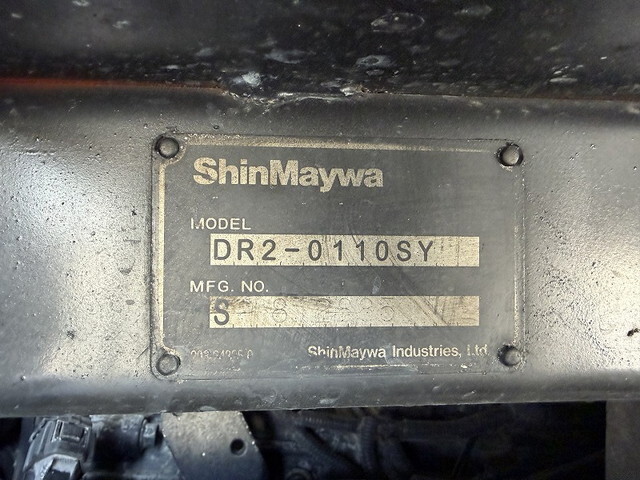 ShinMaywa
MODEL
DR2-0110SY
MFG. NO.
S
ShinMaywa Industries, Ltd.